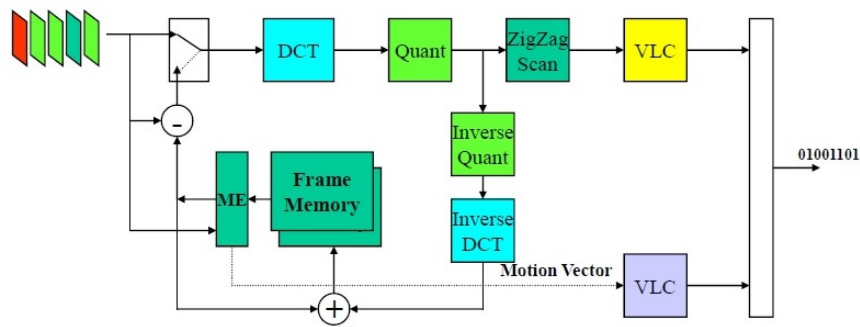 DCT
Quant
ZigZag
Scan
VLC
-
Inverse
Quant
01001101
ME
Frame
Memory
Inverse
DCT
Motion Vector
VLC
+